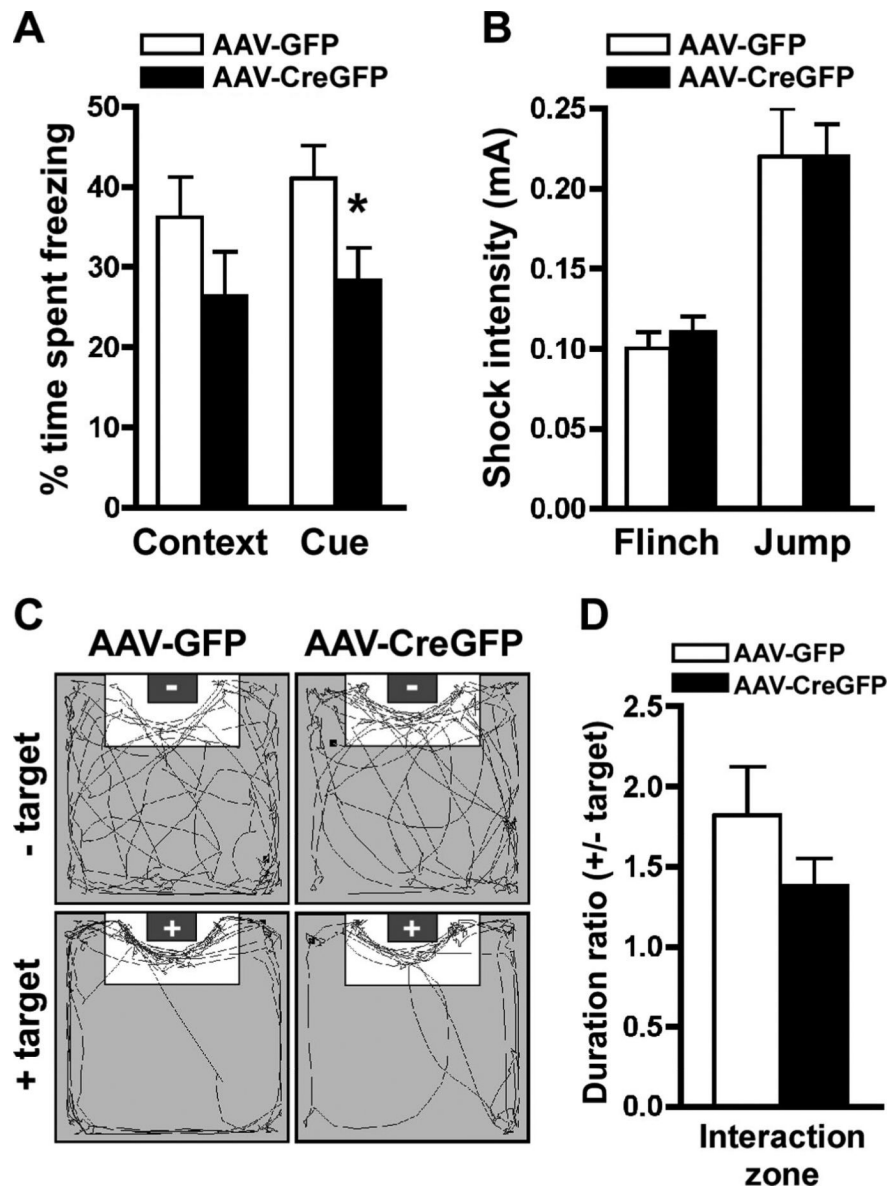 A
AAV-GFP
AAV-CreGFP
% time spent freezing
50
40
30
20
10
0
*
Context Cue
B
AAV-GFP
AAV-CreGFP
Shock intensity (mA)
0.25
0.20
0.15
0.10
0.05
0.00
Flinch Jump
C
AAV-GFP AAV-CreGFP
- target
- -
+ target
+ +
D
AAV-GFP
AAV-CreGFP
Duration ratio (+/- target)
2.5
2.0
1.5
1.0
0.5
0.0
Interaction
zone